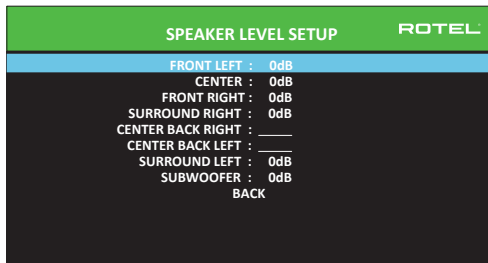 SPEAKER LEVEL SETUP
ROTEL
FRONT LEFT : 0dB
CENTER : 0dB
FRONT RIGHT : 0dB
SURROUND RIGHT : 0dB
CENTER BACK RIGHT : _____
CENTER BACK LEFT : _____
SURROUND LEFT : 0dB
SUBWOOFER : 0dB
BACK